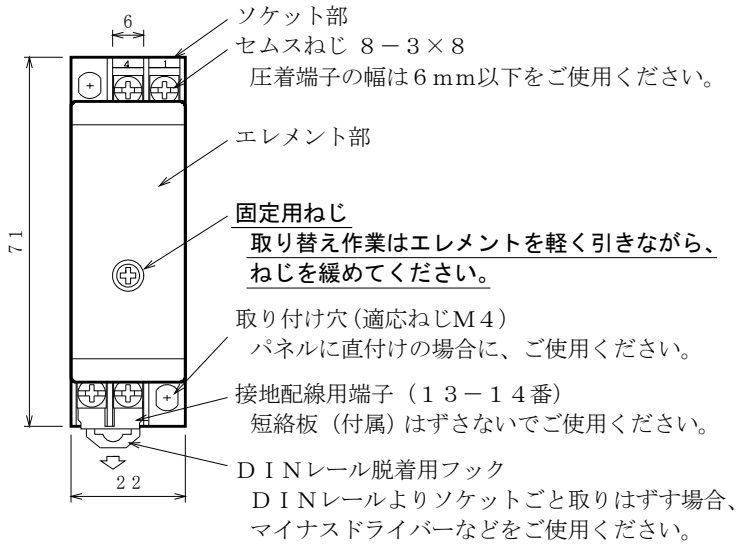 6
ソケット部
セムスねじ ８－３×８
圧着端子の幅は６ｍｍ以下をご使用ください。
4 1
エレメント部
71
固定用ねじ
取り替え作業はエレメントを軽く引きながら、
ねじを緩めてください。
取り付け穴(適応ねじＭ４)
パネルに直付けの場合に、ご使用ください。
接地配線用端子（１３－１４番）
短絡板（付属）はずさないでご使用ください。
22
ＤＩＮレール脱着用フック
ＤＩＮレールよりソケットごと取りはずす場合、
マイナスドライバーなどをご使用ください。